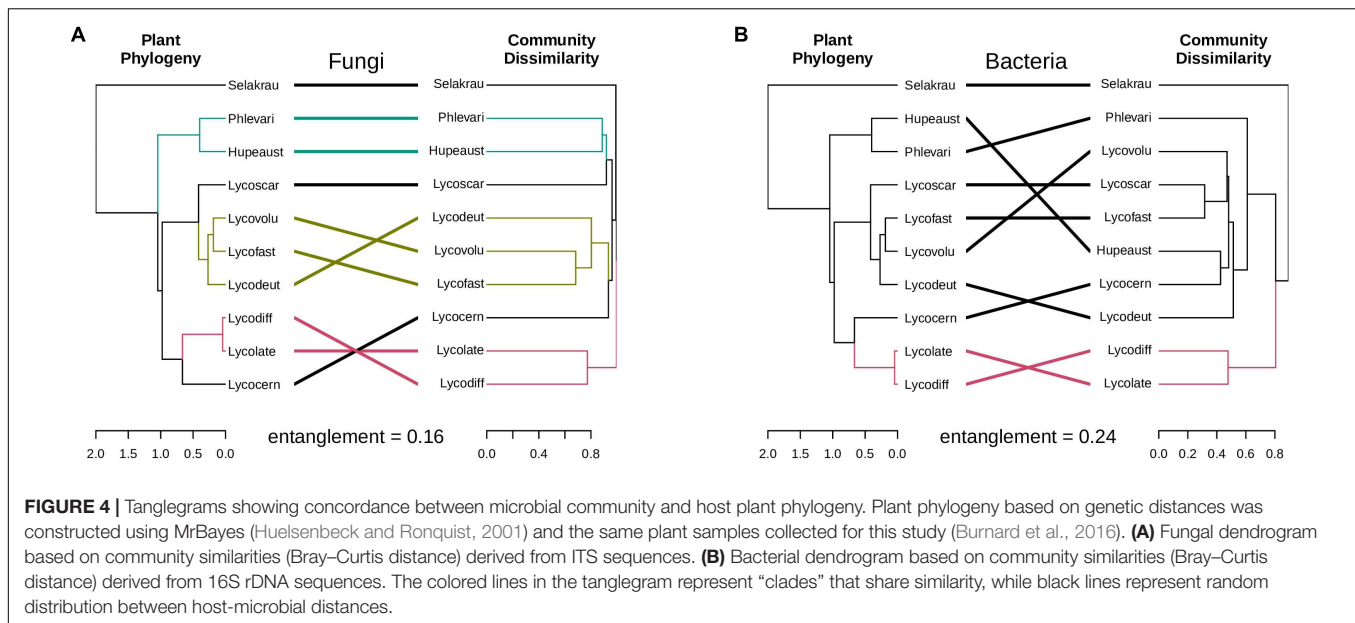 A
Plant
Phylogeny
Fungi
Community
Dissimilarity
Selakrau
Selakrau
Phlevari
Phlevari
Hupeaust
Hupeaust
Lycoscar
Lycoscar
Lycovolu
Lycodeut
Lycofast
Lycovolu
Lycodeut
Lycofast
Lycodiff
Lycocern
Lycolate
Lycolate
Lycocern
Lycodiff
2.0 1.5 1.0 0.5 0.0
entanglement = 0.16
0.0 0.4 0.8
B
Plant
Phylogeny
Bacteria
Community
Dissimilarity
Selakrau
Selakrau
Hupeaust
Phlevari
Phlevari
Lycovolu
Lycoscar
Lycoscar
Lycofast
Lycofast
Lycovolu
Hupeaust
Lycodeut
Lycocern
Lycocern
Lycodeut
Lycolate
Lycodiff
Lycodiff
Lycolate
2.0 1.5 1.0 0.5 0.0
entanglement = 0.24
0.0 0.2 0.4 0.6 0.8
FIGURE 4 | Tanglegrams showing concordance between microbial community and host plant phylogeny. Plant phylogeny based on genetic distances was
constructed using MrBayes (Huelsenbeck and Ronquist, 2001) and the same plant samples collected for this study (Burnard et al., 2016). (A) Fungal dendrogram
based on community similarities (Bray–Curtis distance) derived from ITS sequences. (B) Bacterial dendrogram based on community similarities (Bray–Curtis
distance) derived from 16S rDNA sequences. The colored lines in the tanglegram represent “clades” that share similarity, while black lines represent random
distribution between host-microbial distances.